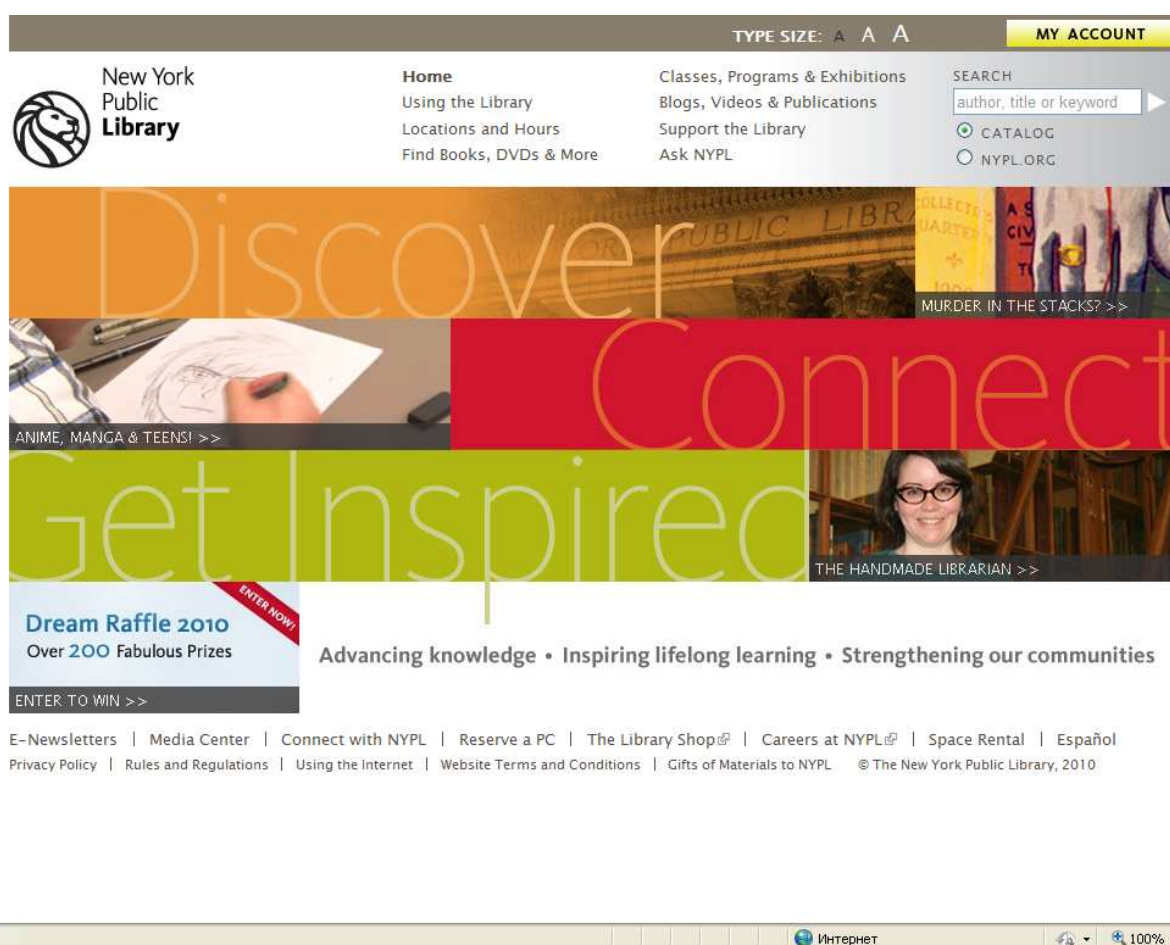 TYPE SIZE: A A A
MY ACCOUNT
New York
Public
Library
Home
Using the Library
Locations and Hours
Find Books, DVDs & More
Classes, Programs & Exhibitions
Blogs, Videos & Publications
Support the Library
Ask NYPL
SEARCH
author, title or keyword
CATALOG
NYPL.ORG
Discover
PUBLIC LIBRA
COLLECTO
QUARTER
1900
A S
CIV
MURDER IN THE STACKS? >>
ANIME, MANGA & TEENS! >>
Connect
Get Inspired
THE HANDMADE LIBRARIAN >>
ENTER NOW!
Dream Raffle 2010
Over 200 Fabulous Prizes
ENTER TO WIN >>
Advancing knowledge • Inspiring lifelong learning • Strengthening our communities
E-Newsletters | Media Center | Connect with NYPL | Reserve a PC | The Library Shop | Careers at NYPL | Space Rental | Español
Privacy Policy | Rules and Regulations | Using the Internet | Website Terms and Conditions | Gifts of Materials to NYPL © The New York Public Library, 2010
Интернет
100%